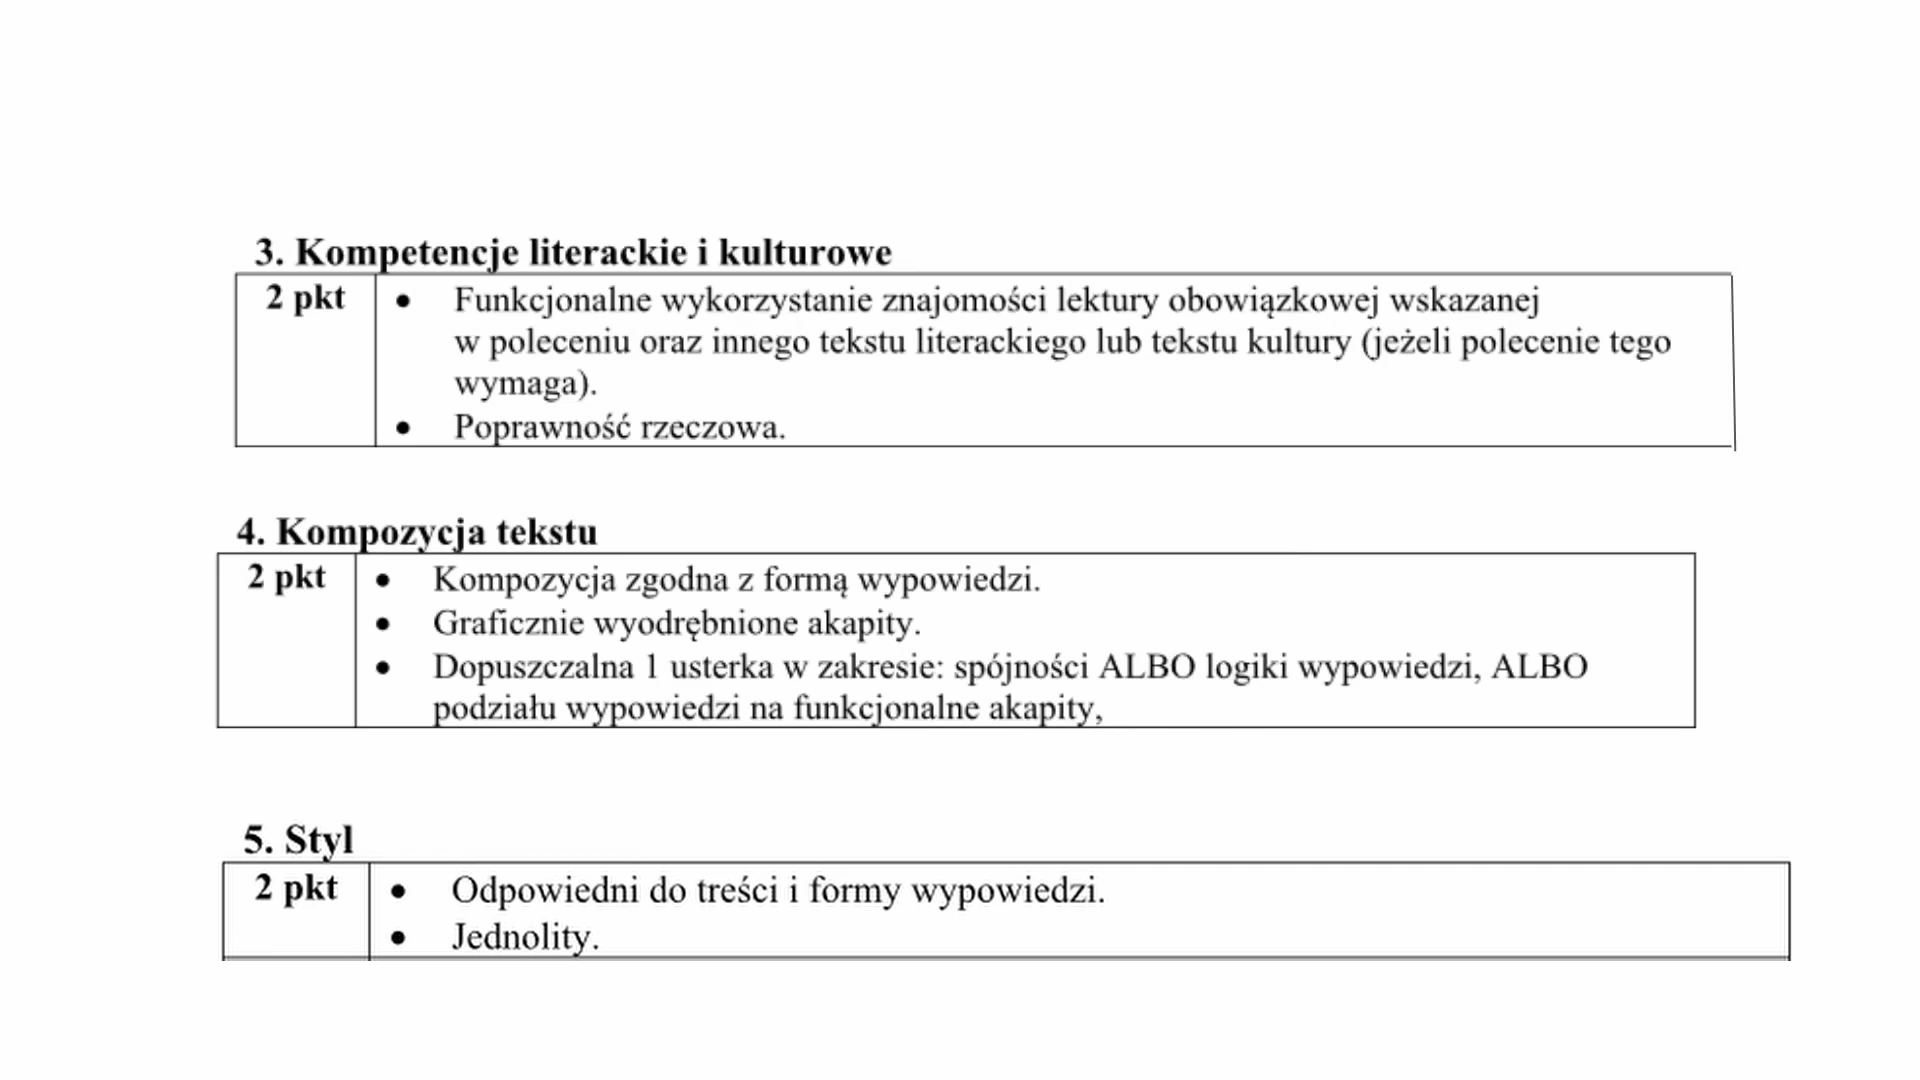 3. Kompetencje literackie i kulturowe
2 pkt
• Funkcjonalne wykorzystanie znajomości lektury obowiązkowej wskazanej
w poleceniu oraz innego tekstu literackiego lub tekstu kultury (jeżeli polecenie tego
wymaga).
• Poprawność rzeczowa.
4. Kompozycja tekstu
2 pkt
• Kompozycja zgodna z formą wypowiedzi.
• Graficznie wyodrębnione akapity.
• Dopuszczalna 1 usterka w zakresie: spójności ALBO logiki wypowiedzi, ALBO
podziału wypowiedzi na funkcjonalne akapity,
5. Styl
2 pkt
• Odpowiedni do treści i formy wypowiedzi.
• Jednolity.